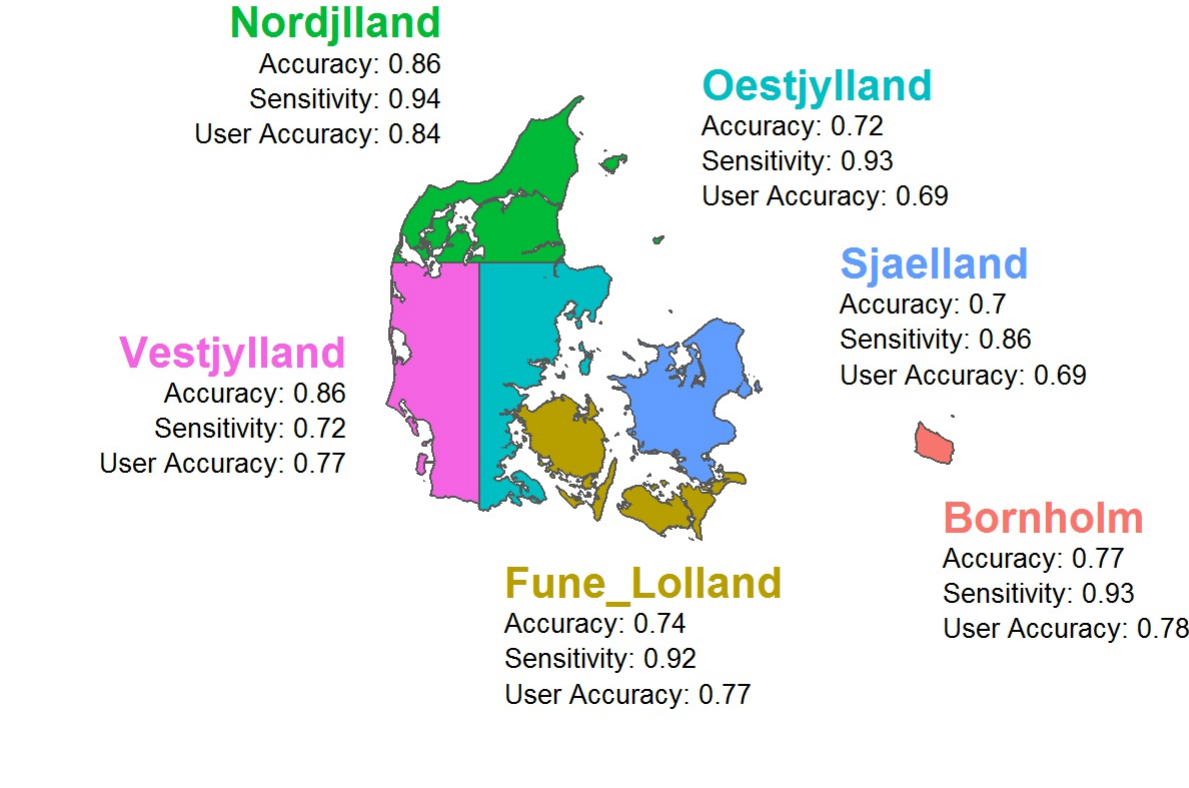 Nordjlland
Accuracy: 0.86
Sensitivity: 0.94
User Accuracy: 0.84
Oestjylland
Accuracy: 0.72
Sensitivity: 0.93
User Accuracy: 0.69
Sjaelland
Accuracy: 0.7
Sensitivity: 0.86
User Accuracy: 0.69
Vestjylland
Accuracy: 0.86
Sensitivity: 0.72
User Accuracy: 0.77
Bornholm
Accuracy: 0.77
Sensitivity: 0.93
User Accuracy: 0.78
Fune_Lolland
Accuracy: 0.74
Sensitivity: 0.92
User Accuracy: 0.77